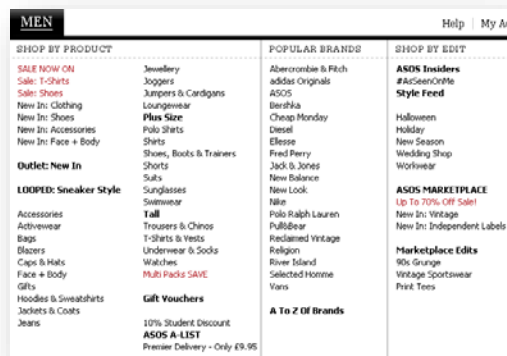 MEN
Help
My Ac
SHOP BY PRODUCT
SALE NOW ON
Sale: T-Shirts
Sale: Shoes
New In: Clothing
New In: Shoes
New In: Accessories
New In: Face + Body
Outlet: New In
LOOPED: Sneaker Style
Accessories
Activewear
Bags
Blazers
Caps & Hats
Face + Body
Gifts
Hoodies & Sweatshirts
Jackets & Coats
Jeans
Jewellery
Joggers
Jumpers & Cardigans
Loungewear
Plus Size
Polo Shirts
Shirts
Shoes, Boots & Trainers
Shorts
Suits
Sunglasses
Swimwear
Tall
Trousers & Chinos
T-Shirts & Vests
Underwear & Socks
Watches
Multi Packs SAVE
Gift Vouchers
10% Student Discount
ASOS A-LIST
Premier Delivery - Only £9.95
POPULAR BRANDS
Abercrombie & Fitch
adidas Originals
ASOS
Bershka
Cheap Monday
Diesel
Ellesse
Fred Perry
Jack & Jones
New Balance
New Look
Nike
Polo Ralph Lauren
Pull&Bear
Reclaimed Vintage
Religion
River Island
Selected Homme
Vans
A To Z Of Brands
SHOP BY EDIT
ASOS Insiders
#AsSeenOnMe
Style Feed
Halloween
Holiday
New Season
Wedding Shop
Workwear
ASOS MARKETPLACE
Up To 70% Off Sale!
New In: Vintage
New In: Independent Labels
Marketplace Edits
90s Grunge
Vintage Sportswear
Print Tees